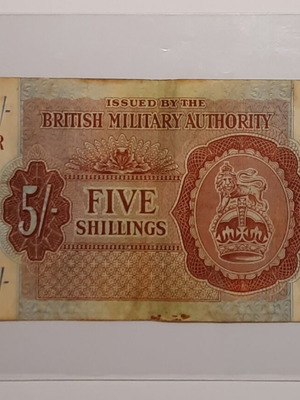 /-
R
ISSUED BY THE
BRITISH MILITARY AUTHORITY
5/-
FIVE
SHILLINGS
/-